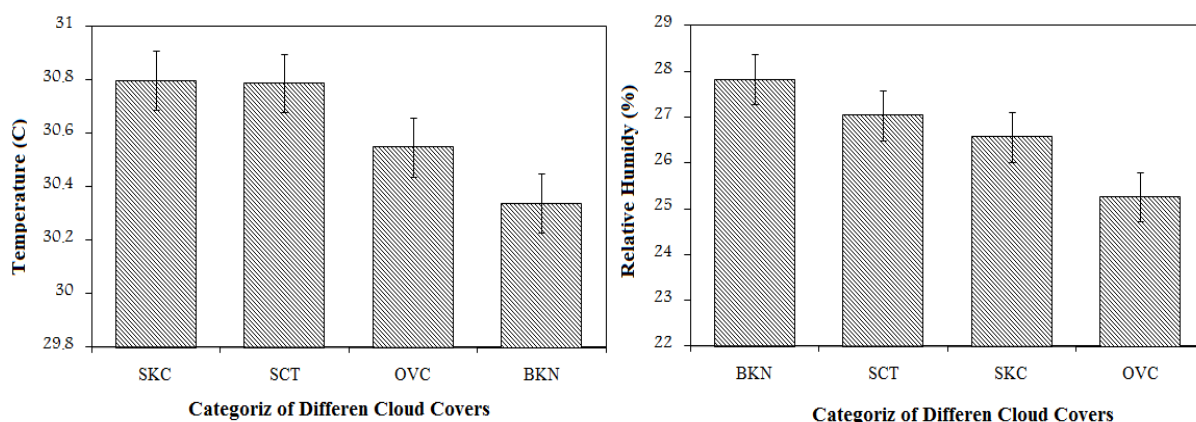 31
30.8
30.6
30.4
30.2
30
29.8
Temperature (C)
SKC SCT OVC BKN
Categoriz of Differen Cloud Covers
29
28
27
26
25
24
23
22
Relative Humidy (%)
BKN SCT SKC OVC
Categoriz of Differen Cloud Covers